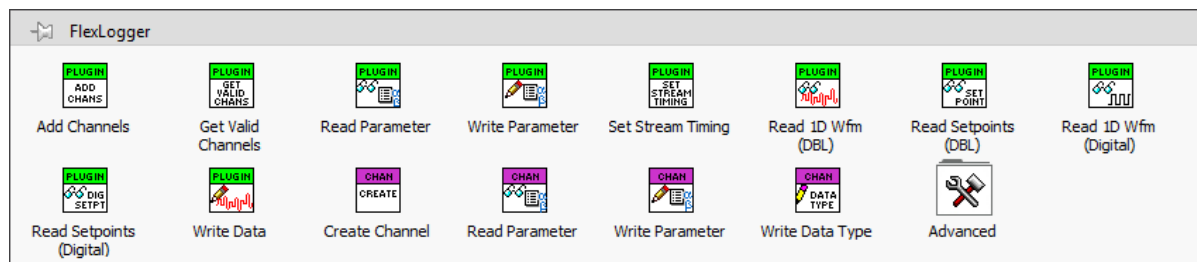 FlexLogger
PLUGIN
ADD
CHANS
PLUGIN
GET
VALID
CHANS
PLUGIN
PLUGIN
PLUGIN
SET
STREAM
TIMING
PLUGIN
PLUGIN
SET
POINT
PLUGIN
Add Channels
Get Valid
Channels
Read Parameter
Write Parameter
Set Stream Timing
Read 1D Wfm
(DBL)
Read Setpoints
(DBL)
Read 1D Wfm
(Digital)
PLUGIN
DIG
SETPT
PLUGIN
CHAN
CREATE
CHAN
CHAN
CHAN
DATA
TYPE
Read Setpoints
(Digital)
Write Data
Create Channel
Read Parameter
Write Parameter
Write Data Type
Advanced